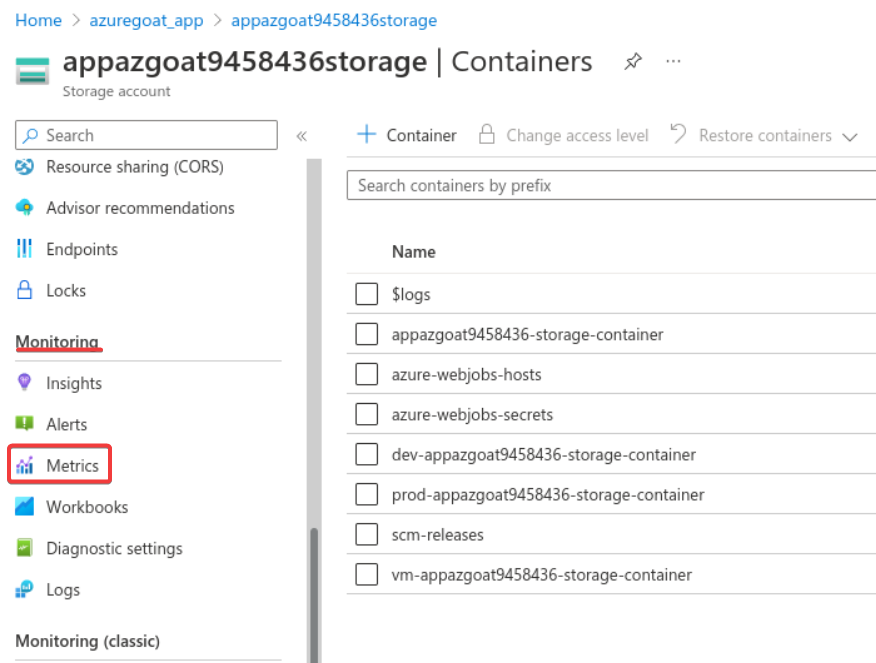 Home > azuregoat_app > appazgoat9458436storage
appazgoat9458436storage | Containers ...
Storage account
Search «
Resource sharing (CORS)
Advisor recommendations
Endpoints
Locks
Monitoring
Insights
Alerts
Metrics
Workbooks
Diagnostic settings
Logs
Monitoring (classic)
+ Container Change access level Restore containers
Search containers by prefix
Name
$logs
appazgoat9458436-storage-container
azure-webjobs-hosts
azure-webjobs-secrets
dev-appazgoat9458436-storage-container
prod-appazgoat9458436-storage-container
scm-releases
vm-appazgoat9458436-storage-container